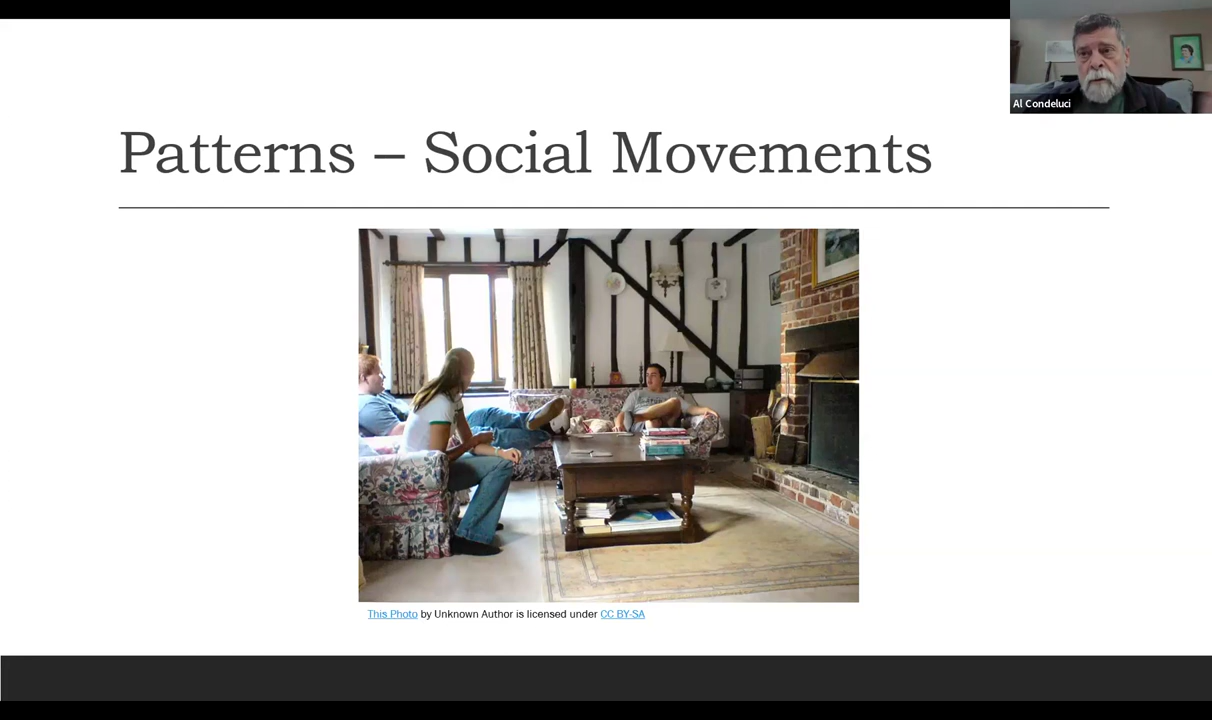 Al Condeluci
Patterns – Social Movements
This Photo by Unknown Author is licensed under CC BY-SA